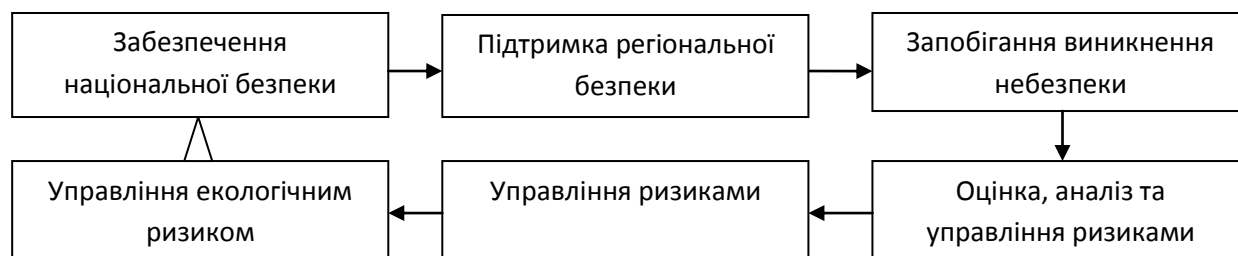 Забезпечення
національної безпеки
Підтримка регіональної
безпеки
Запобігання виникнення
небезпеки
Управління екологічним
ризиком
Управління ризиками
Оцінка, аналіз та
управління ризиками